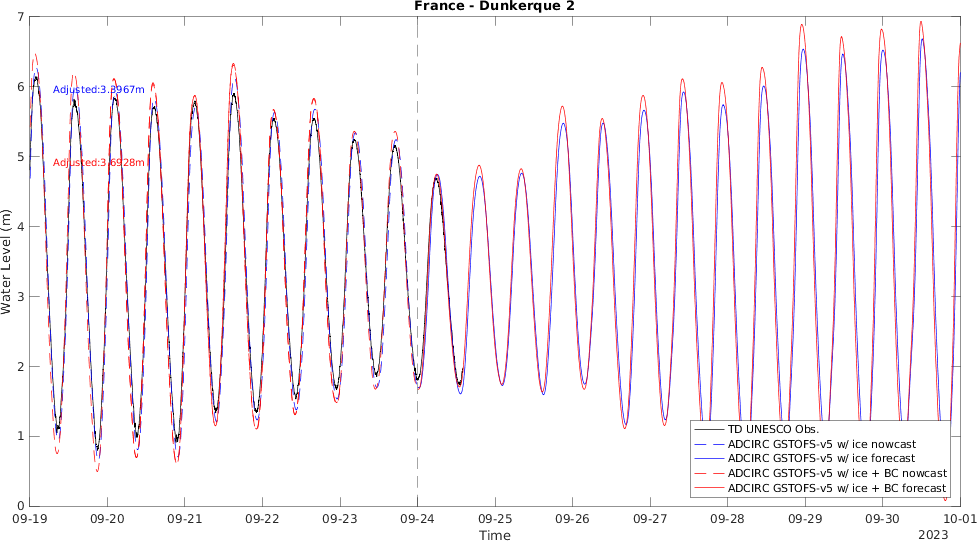 France - Dunkerque 2
7
6
5
4
3
2
1
0
Water Level (m)
Adjusted:3.3967m
Adjusted:3.6928m
TD UNESCO Obs.
ADCIRC GSTOFS-v5 w/ ice nowcast
ADCIRC GSTOFS-v5 w/ ice forecast
ADCIRC GSTOFS-v5 w/ ice + BC nowcast
ADCIRC GSTOFS-v5 w/ ice + BC forecast
09-19 09-20 09-21 09-22 09-23 09-24 09-25 09-26 09-27 09-28 09-29 09-30 10-01
Time
2023